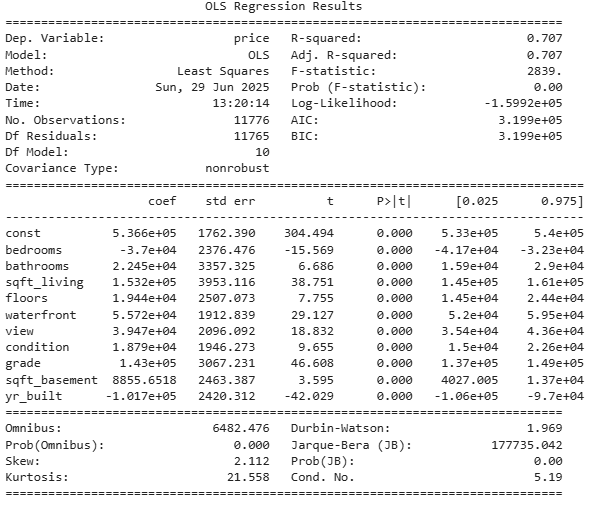 OLS Regression Results
==============================================================================
Dep. Variable: price R-squared: 0.707
Model: OLS Adj. R-squared: 0.707
Method: Least Squares F-statistic: 2839.
Date: Sun, 29 Jun 2025 Prob (F-statistic): 0.00
Time: 13:20:14 Log-Likelihood: -1.5992e+05
No. Observations: 11776 AIC: 3.199e+05
Df Residuals: 11765 BIC: 3.199e+05
Df Model: 10
Covariance Type: nonrobust
=================================================================================
coef std err t P>|t| [0.025 0.975]
---------------------------------------------------------------------------------
const 5.366e+05 1762.390 304.494 0.000 5.33e+05 5.4e+05
bedrooms -3.7e+04 2376.476 -15.569 0.000 -4.17e+04 -3.23e+04
bathrooms 2.245e+04 3357.325 6.686 0.000 1.59e+04 2.9e+04
sqft_living 1.532e+05 3953.116 38.751 0.000 1.45e+05 1.61e+05
floors 1.944e+04 2507.073 7.755 0.000 1.45e+04 2.44e+04
waterfront 5.572e+04 1912.839 29.127 0.000 5.2e+04 5.95e+04
view 3.947e+04 2096.092 18.832 0.000 3.54e+04 4.36e+04
condition 1.879e+04 1946.273 9.655 0.000 1.5e+04 2.26e+04
grade 1.43e+05 3067.231 46.608 0.000 1.37e+05 1.49e+05
sqft_basement 8855.6518 2463.387 3.595 0.000 4027.005 1.37e+04
yr_built -1.017e+05 2420.312 -42.029 0.000 -1.06e+05 -9.7e+04
==============================================================================
Omnibus: 6482.476 Durbin-Watson: 1.969
Prob(Omnibus): 0.000 Jarque-Bera (JB): 177735.042
Skew: 2.112 Prob(JB): 0.00
Kurtosis: 21.558 Cond. No. 5.19
==============================================================================